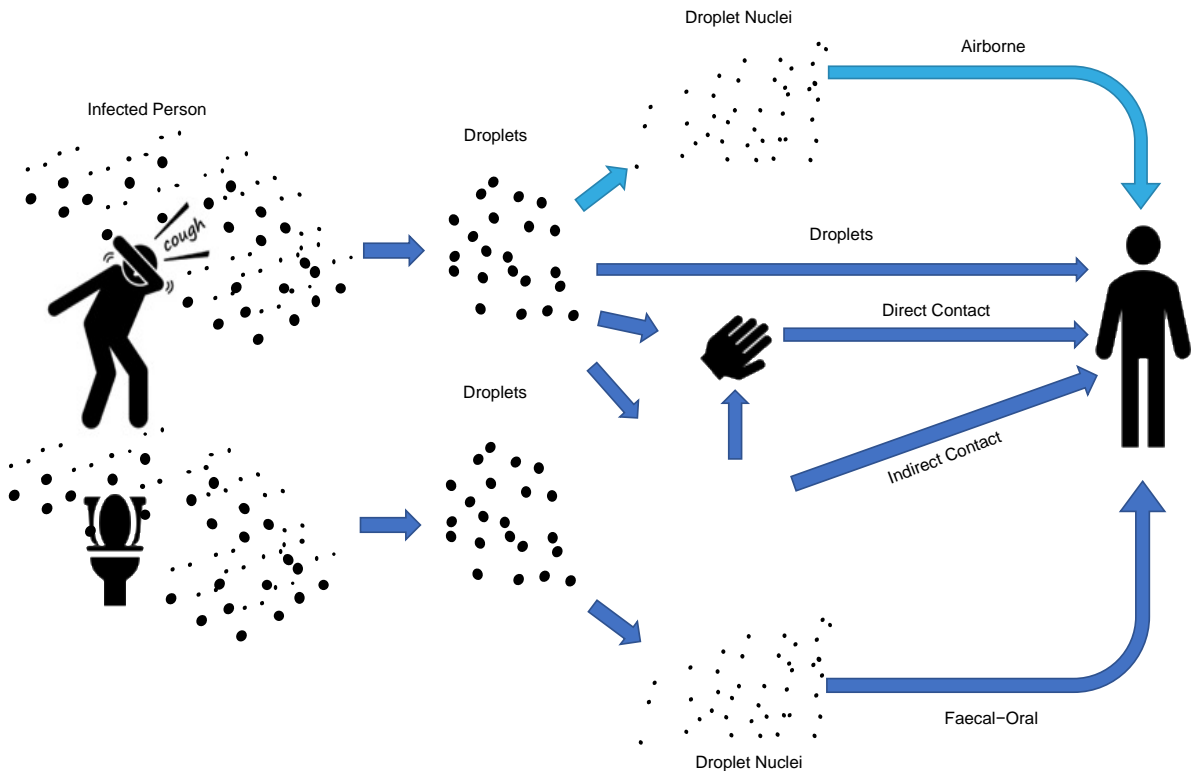 Droplet Nuclei
Airborne
Infected Person
Droplets
cough
Droplets
Direct Contact
Droplets
Indirect Contact
Faecal−Oral
Droplet Nuclei